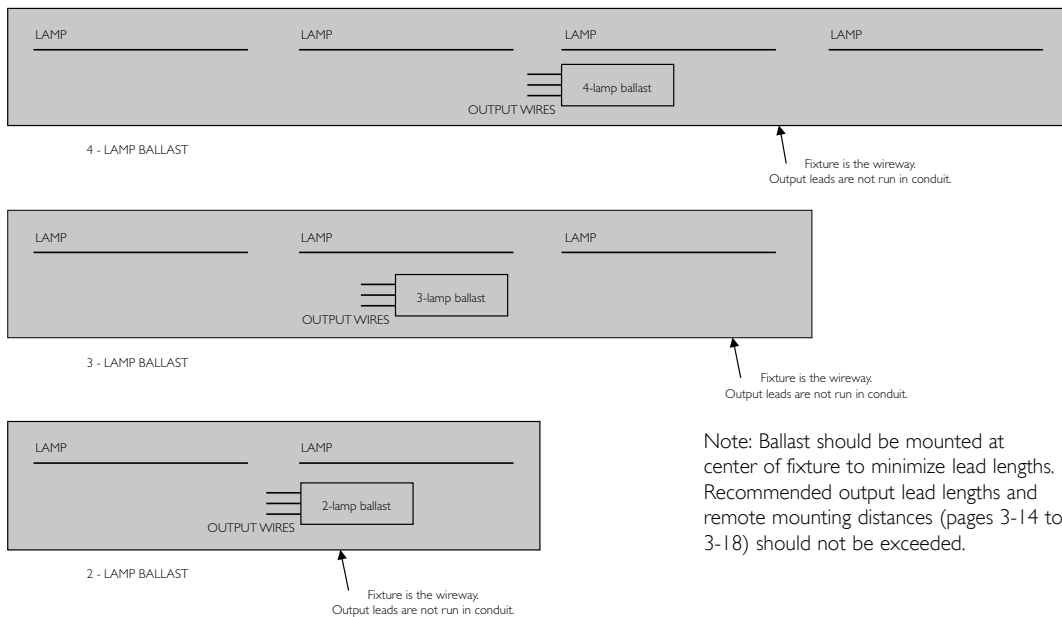 LAMP LAMP LAMP LAMP
4-lamp ballast
OUTPUT WIRES
4 - LAMP BALLAST
Fixture is the wireway.
Output leads are not run in conduit.
LAMP LAMP LAMP
3-lamp ballast
OUTPUT WIRES
3 - LAMP BALLAST
Fixture is the wireway.
Output leads are not run in conduit.
LAMP LAMP
2-lamp ballast
OUTPUT WIRES
2 - LAMP BALLAST
Fixture is the wireway.
Output leads are not run in conduit.
Note: Ballast should be mounted at
center of fixture to minimize lead lengths.
Recommended output lead lengths and
remote mounting distances (pages 3-14 to
3-18) should not be exceeded.